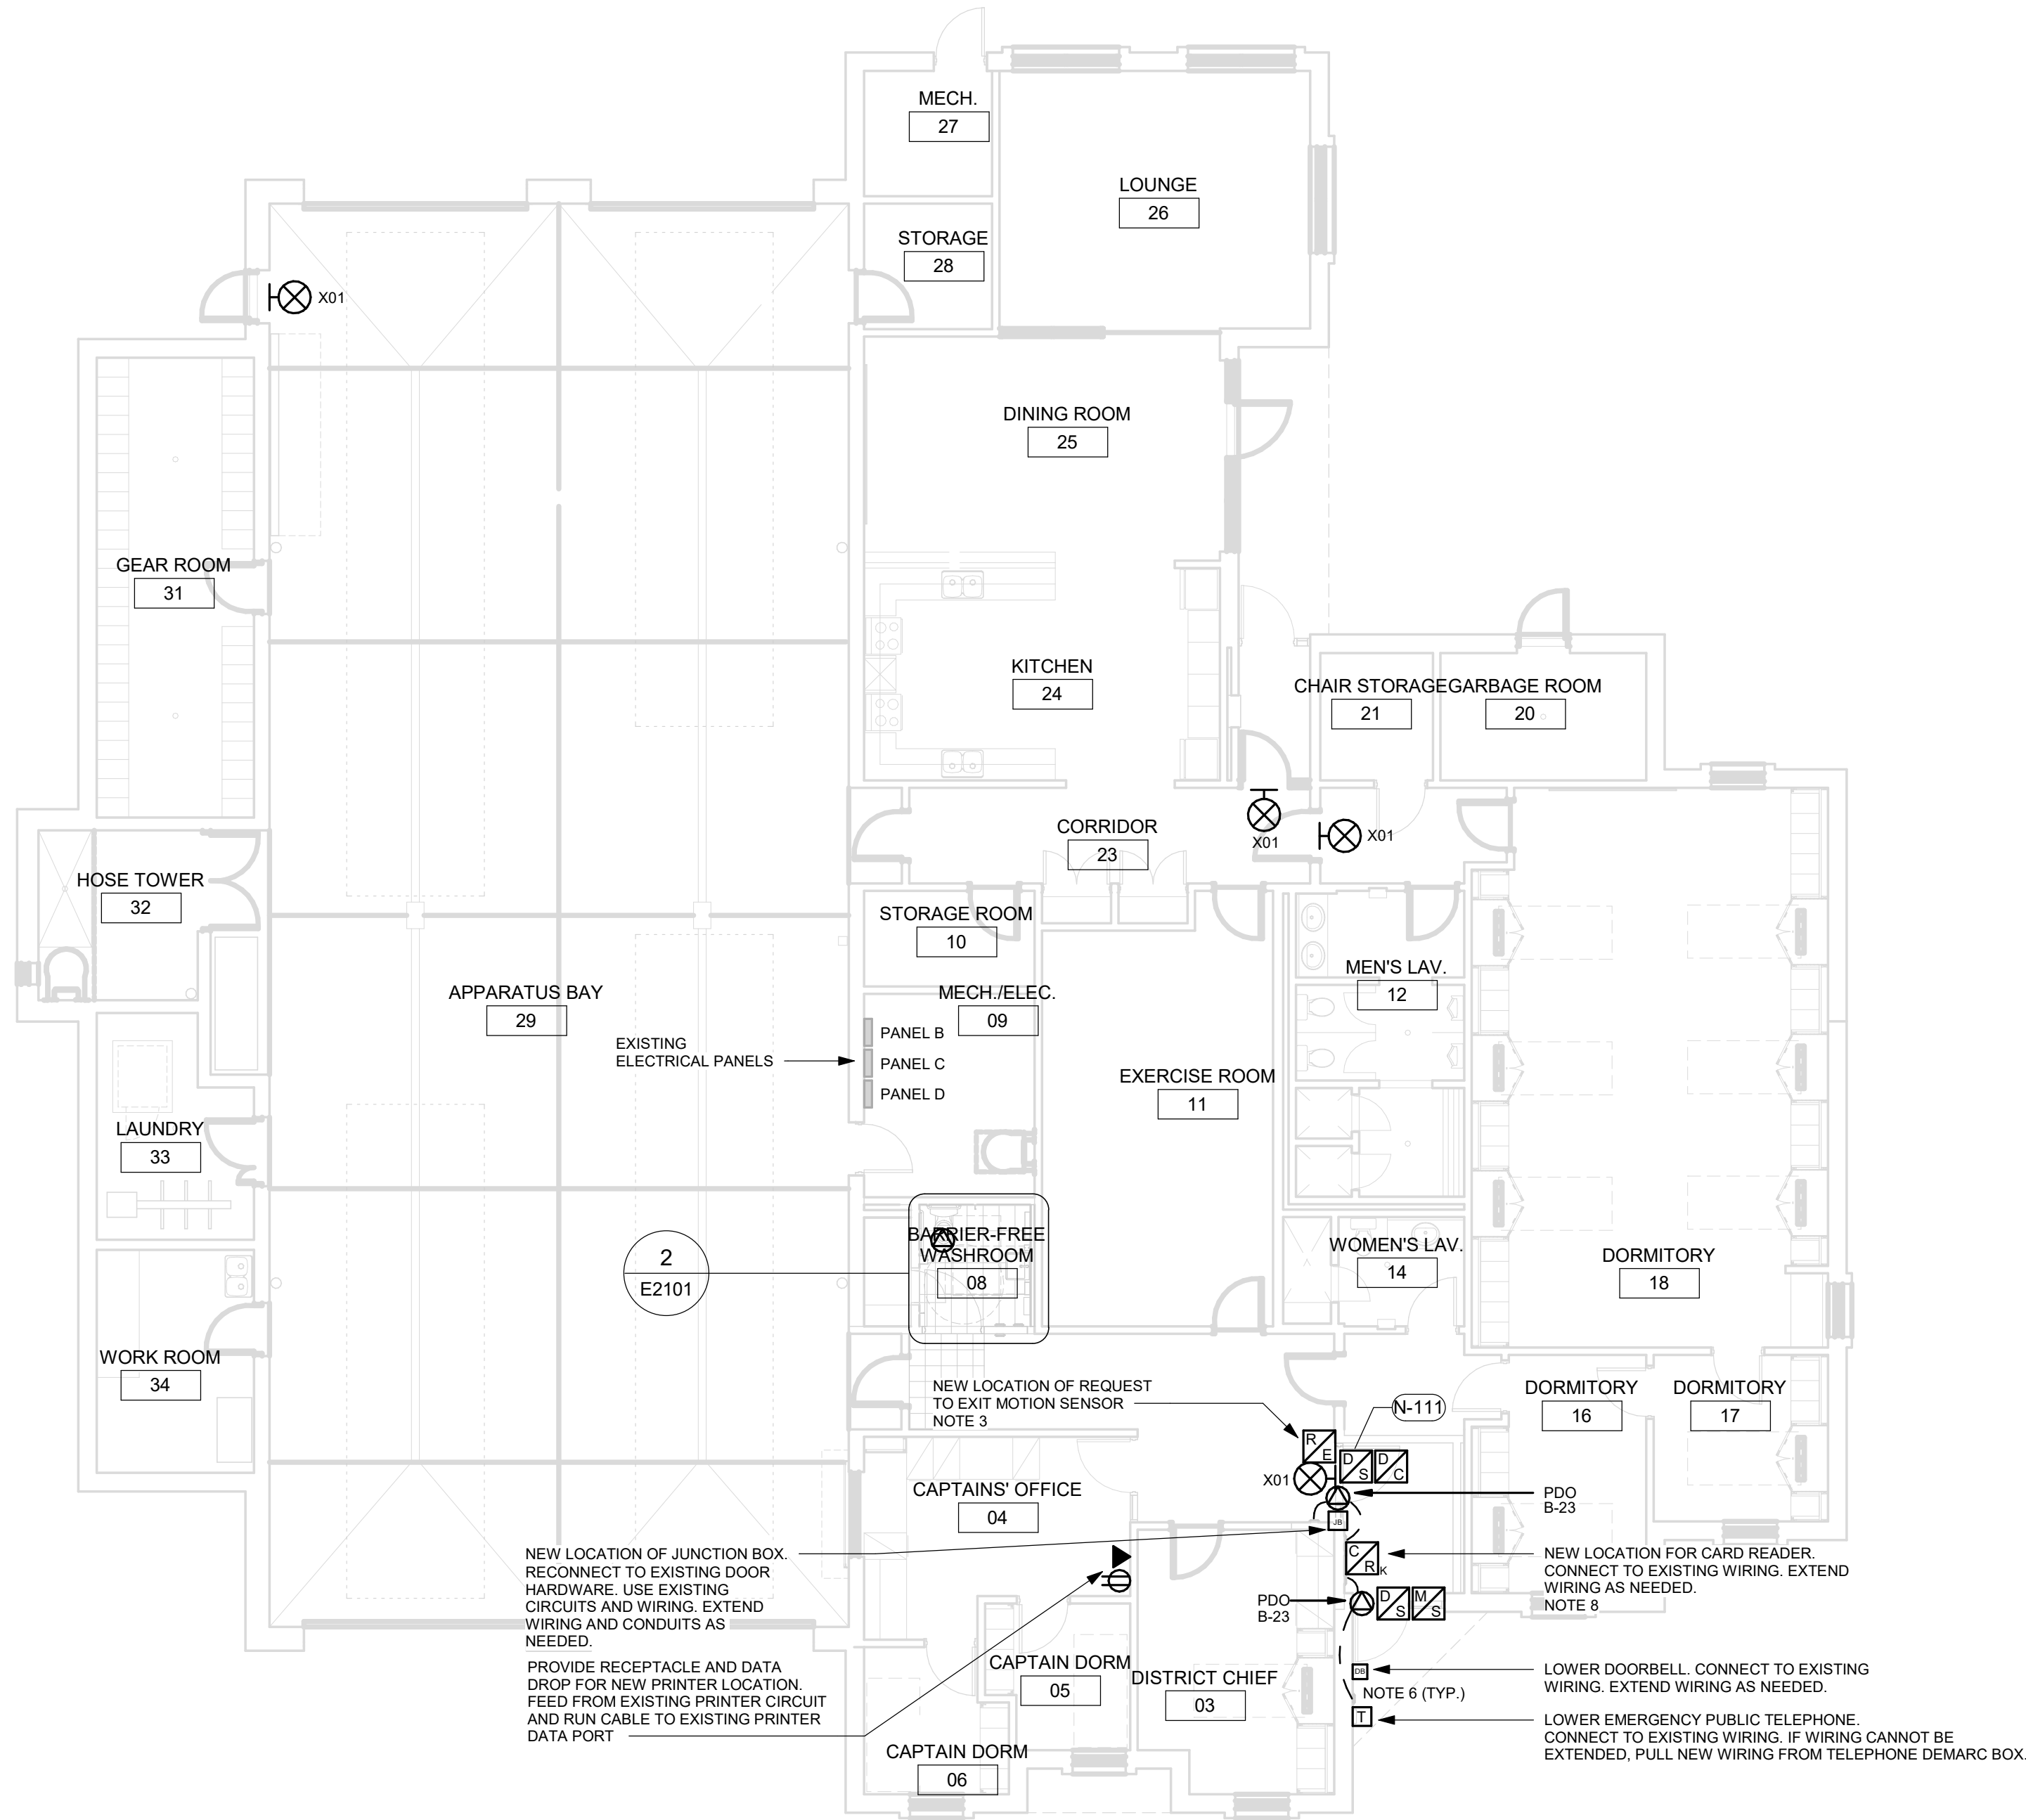 MECH.
27
LOUNGE
26
STORAGE
28
X01
DINING ROOM
25
GEAR ROOM
31
KITCHEN
24
CHAIR STORAGE
21
GARBAGE ROOM
20
X01
X01
CORRIDOR
23
HOSE TOWER
32
STORAGE ROOM
10
MEN'S LAV.
12
APPARATUS BAY
29
MECH./ELEC.
09
PANEL B
PANEL C
PANEL D
EXISTING
ELECTRICAL PANELS
EXERCISE ROOM
11
LAUNDRY
33
BARRIER-FREE
WASHROOM
08
2
E2101
WOMEN'S LAV.
14
DORMITORY
18
WORK ROOM
34
NEW LOCATION OF REQUEST
TO EXIT MOTION SENSOR
NOTE 3
N-111
DORMITORY
16
DORMITORY
17
R
E
D
S
D
C
X01
CAPTAINS' OFFICE
04
PDO
B-23
JB
NEW LOCATION OF JUNCTION BOX.
RECONNECT TO EXISTING DOOR
HARDWARE. USE EXISTING
CIRCUITS AND WIRING. EXTEND
WIRING AND CONDUITS AS
NEEDED.
C
R
K
NEW LOCATION FOR CARD READER.
CONNECT TO EXISTING WIRING. EXTEND
WIRING AS NEEDED.
NOTE 8
PDO
B-23
D
S
M
S
PROVIDE RECEPTACLE AND DATA
DROP FOR NEW PRINTER LOCATION.
FEED FROM EXISTING PRINTER CIRCUIT
AND RUN CABLE TO EXISTING PRINTER
DATA PORT
CAPTAIN DORM
05
DISTRICT CHIEF
03
DB
LOWER DOORBELL. CONNECT TO EXISTING
WIRING. EXTEND WIRING AS NEEDED.
NOTE 6 (TYP.)
T
LOWER EMERGENCY PUBLIC TELEPHONE.
CONNECT TO EXISTING WIRING. IF WIRING CANNOT BE
EXTENDED, PULL NEW WIRING FROM TELEPHONE DEMARC BOX.
CAPTAIN DORM
06